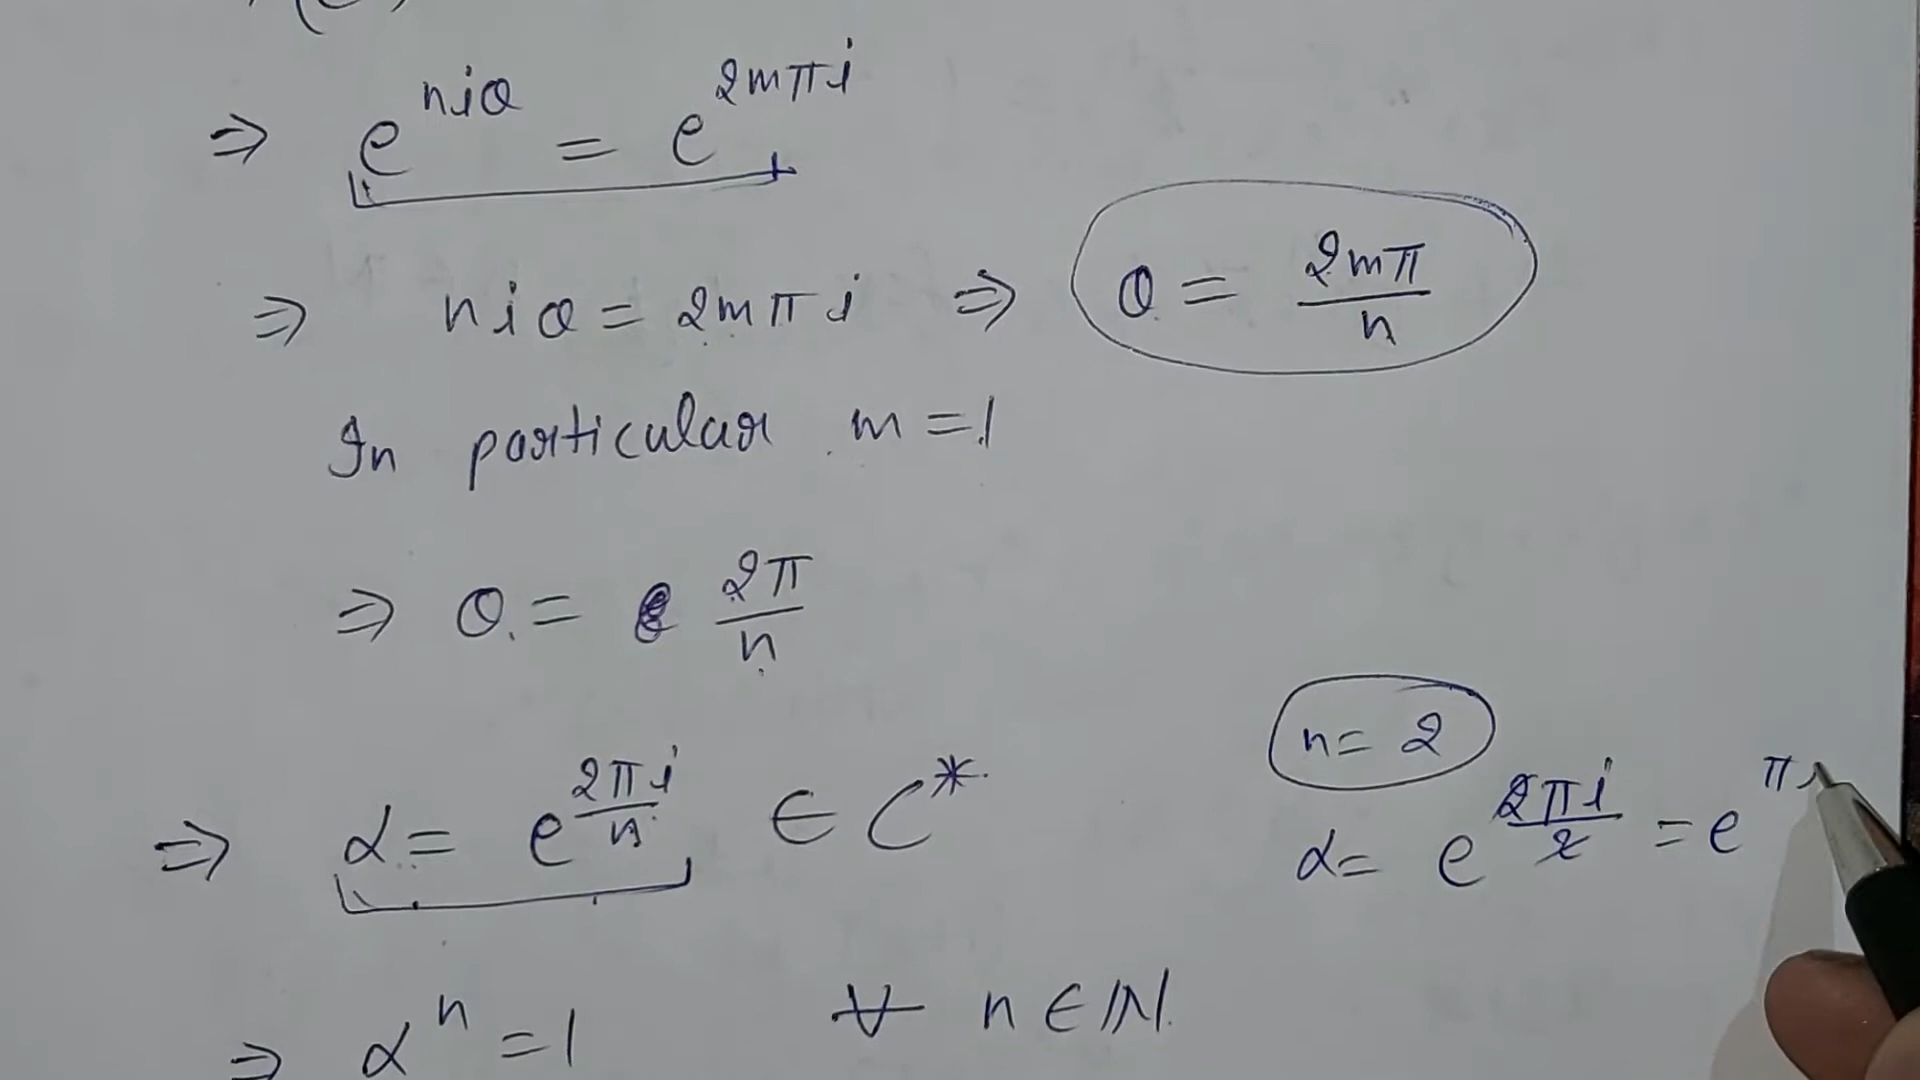 ⇒ e^{niθ} = e^{2mπi}
⇒ niθ = 2mπi ⇒ θ = 2mπ/n
In particular m = 1
⇒ θ = 2π/n
n = 2
⇒ α = e^{2πi/n} ∈ C*
α = e^{2πi/2} = e^{πi
⇒ α^n = 1 ∀ n ∈ ℕ